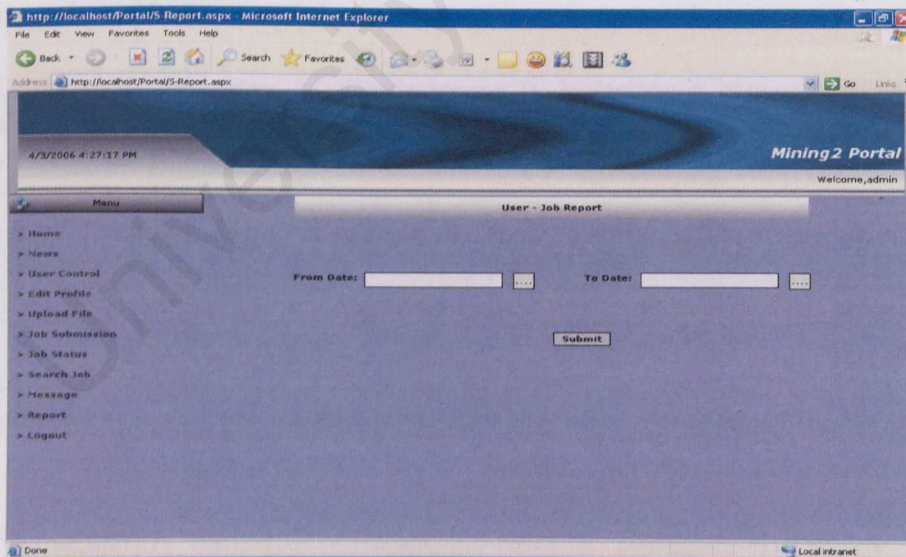 http://localhost/Portal/S-Report.aspx - Microsoft Internet Explorer
File Edit View Favorites Tools Help
Back Search Favorites
Address http://localhost/Portal/S-Report.aspx Go Links
4/3/2006 4:27:17 PM
Mining2 Portal
Welcome,admin
Menu
User - Job Report
> Home
> News
> User Control
From Date: .... To Date: ....
> Edit Profile
> Upload File
> Job Submission
Submit
> Job Status
> Search Job
> Message
> Report
> Logout
Done Local intranet
University